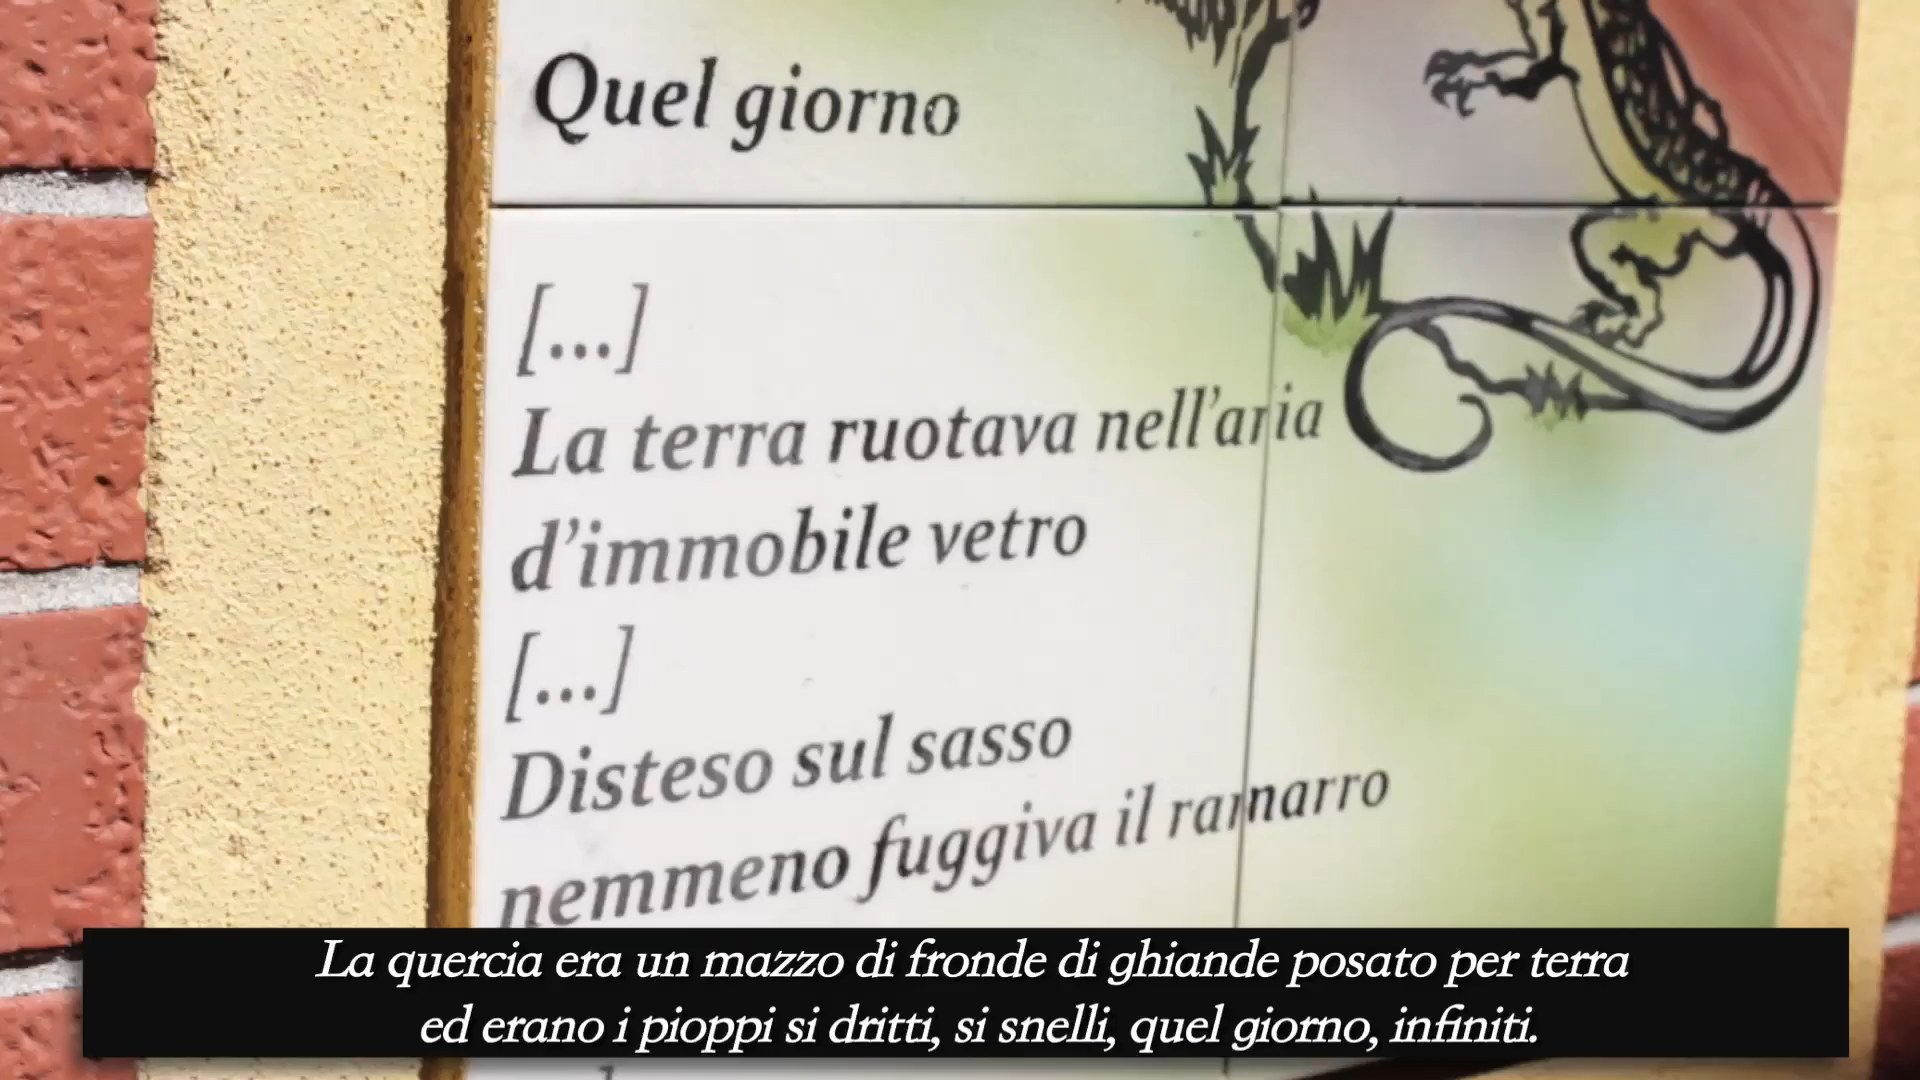 Quel giorno
[...]
La terra ruotava nell'aria
d'immobile vetro
[...]
Disteso sul sasso
nemmeno fuggiva il ramarro
La quercia era un mazzo di fronde di ghiande posato per terra
ed erano i pioppi si dritti, si snelli, quel giorno, infiniti.